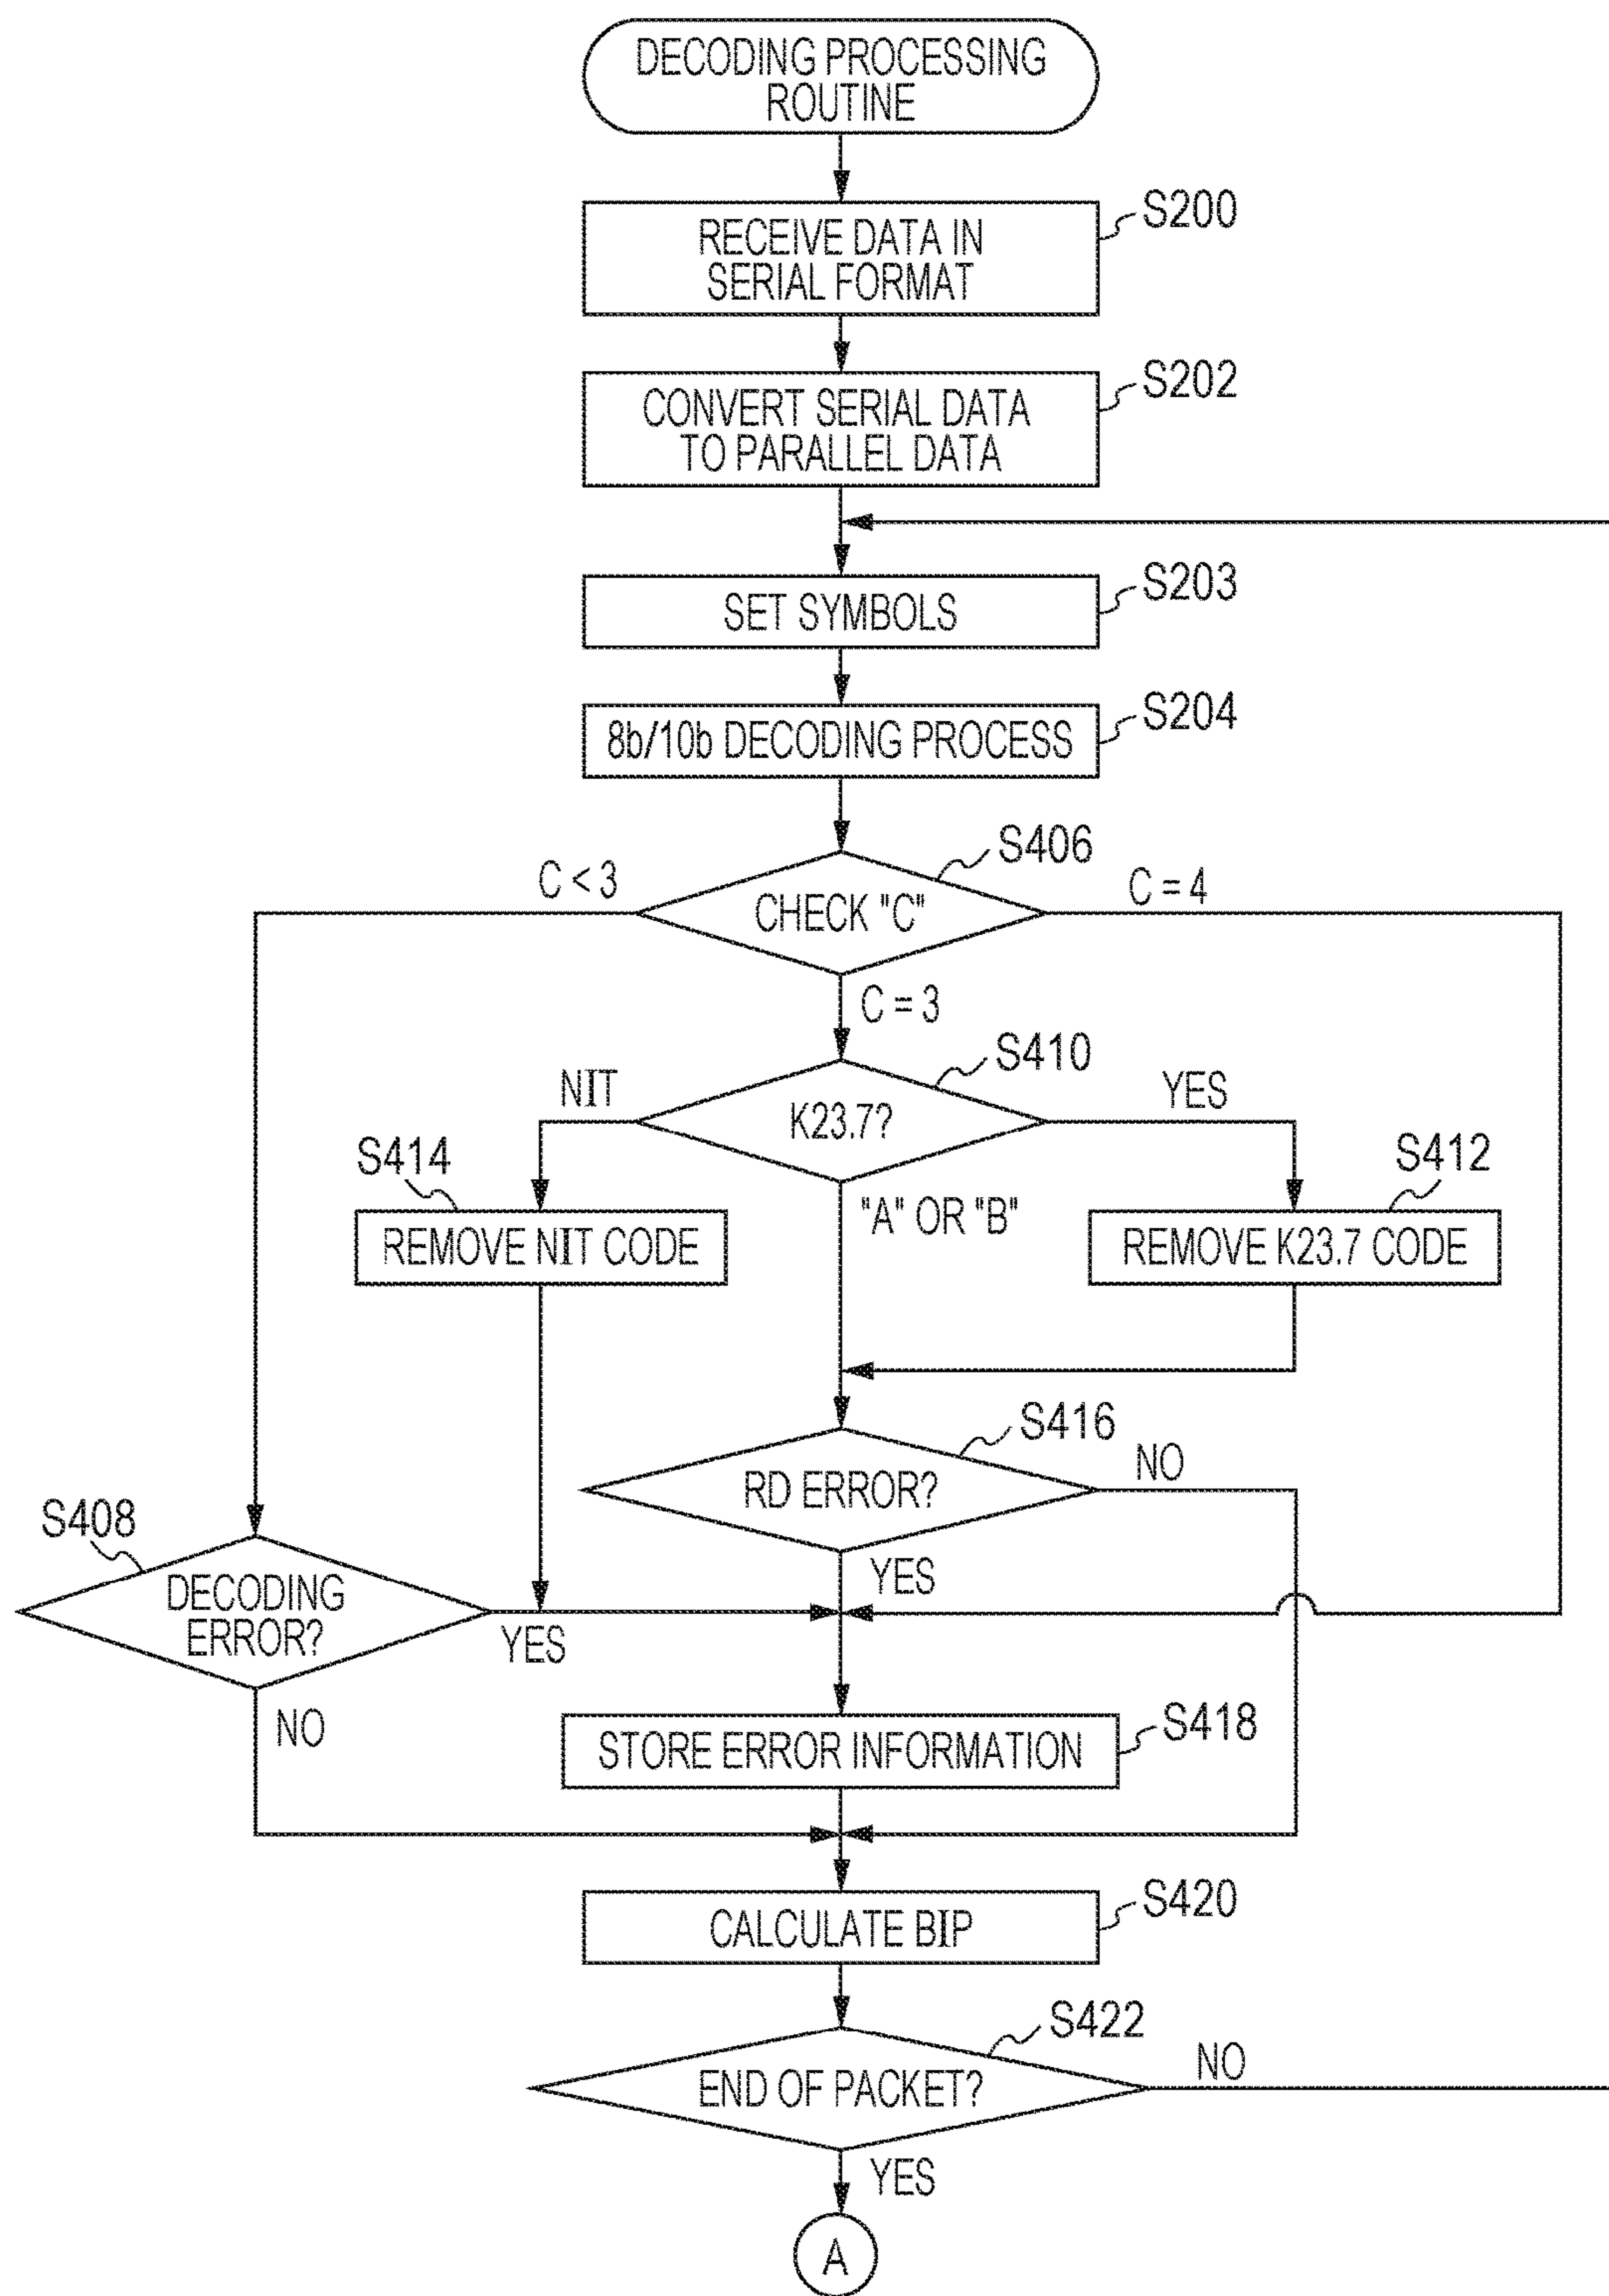 DECODING PROCESSING
ROUTINE
S200
RECEIVE DATA IN
SERIAL FORMAT
S202
CONVERT SERIAL DATA
TO PARALLEL DATA
S203
SET SYMBOLS
S204
8b/10b DECODING PROCESS
S406
C < 3
C = 4
CHECK "C"
C = 3
S410
NIT
YES
K23.7?
S414
S412
"A" OR "B"
REMOVE NIT CODE
REMOVE K23.7 CODE
S416
NO
RD ERROR?
S408
YES
DECODING
ERROR?
YES
NO
S418
STORE ERROR INFORMATION
S420
CALCULATE BIP
S422
NO
END OF PACKET?
YES
A